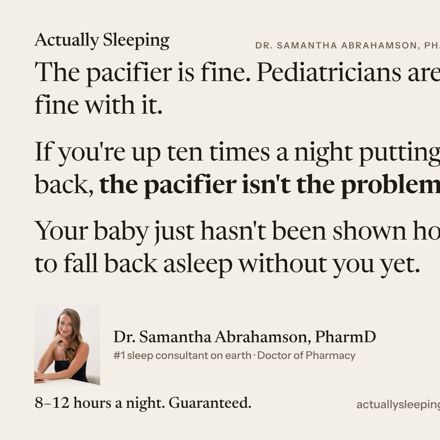 Actually Sleeping
DR. SAMANTHA ABRAHAMSON, PH
The pacifier is fine. Pediatricians are
fine with it.
If you're up ten times a night putting
back, the pacifier isn't the problem
Your baby just hasn't been shown ho
to fall back asleep without you yet.
Dr. Samantha Abrahamson, PharmD
#1 sleep consultant on earth · Doctor of Pharmacy
8–12 hours a night. Guaranteed.
actuallysleeping